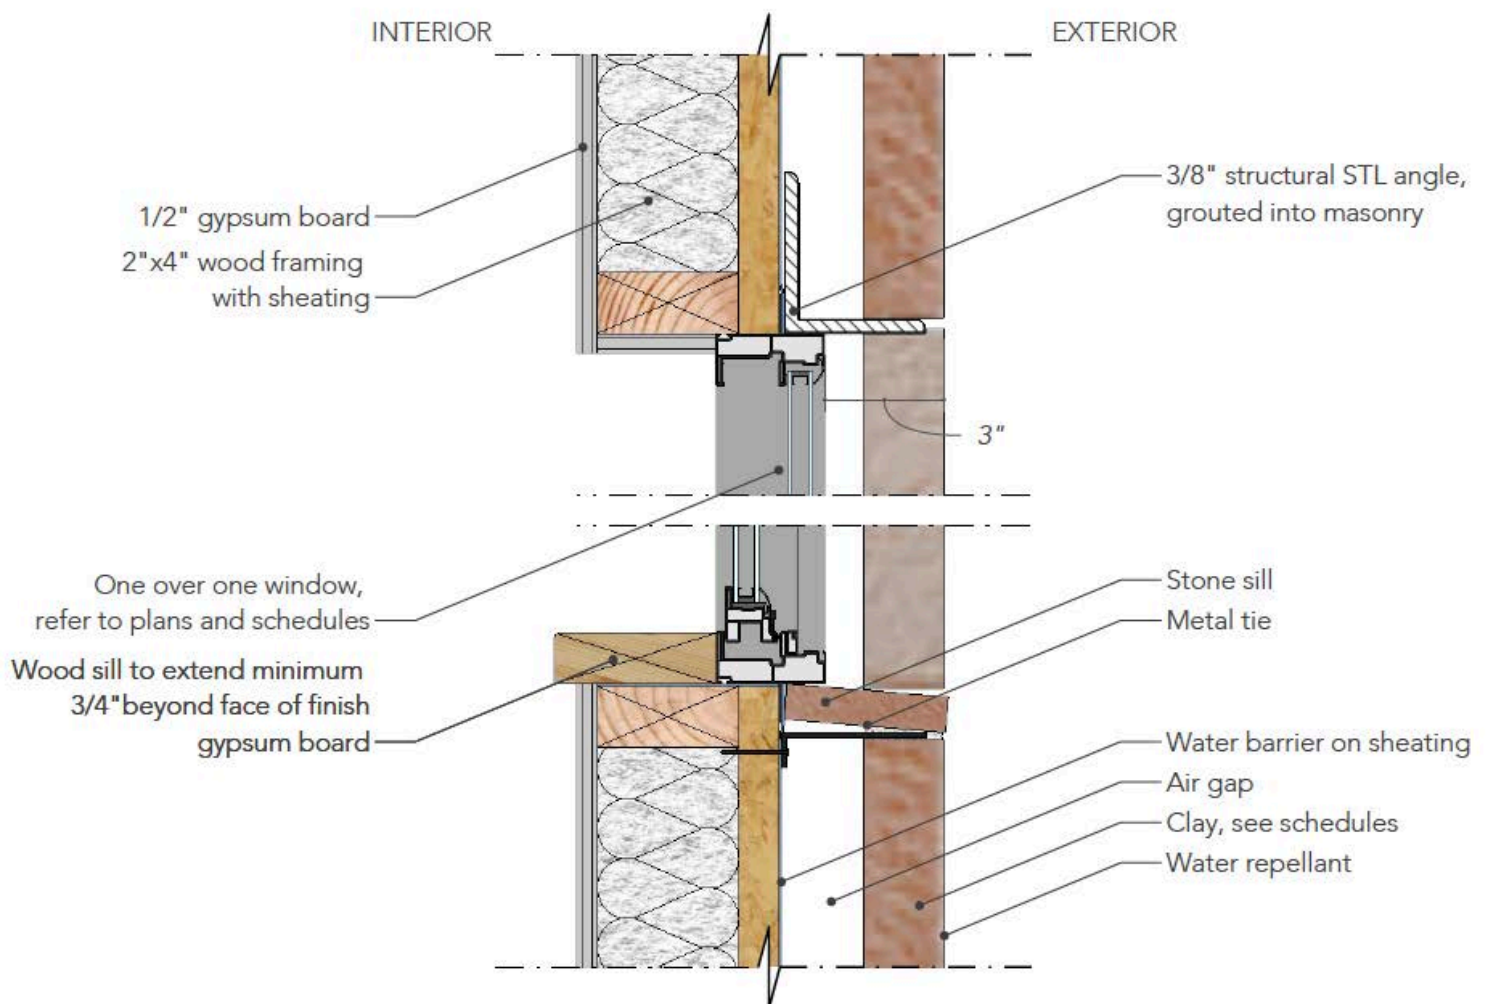 INTERIOR
EXTERIOR
1/2" gypsum board
2"x4" wood framing
with sheating
3/8" structural STL angle,
grouted into masonry
3"
One over one window,
refer to plans and schedules
Wood sill to extend minimum
3/4"beyond face of finish
gypsum board
Stone sill
Metal tie
Water barrier on sheating
Air gap
Clay, see schedules
Water repellant